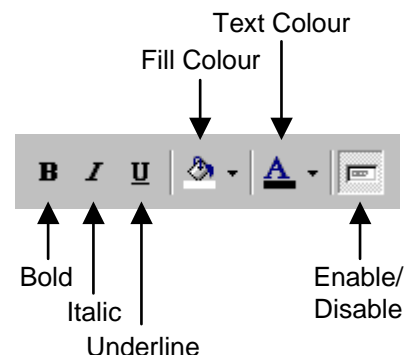 Text Colour
Fill Colour
B I U A
Bold
Italic
Underline
Enable/
Disable